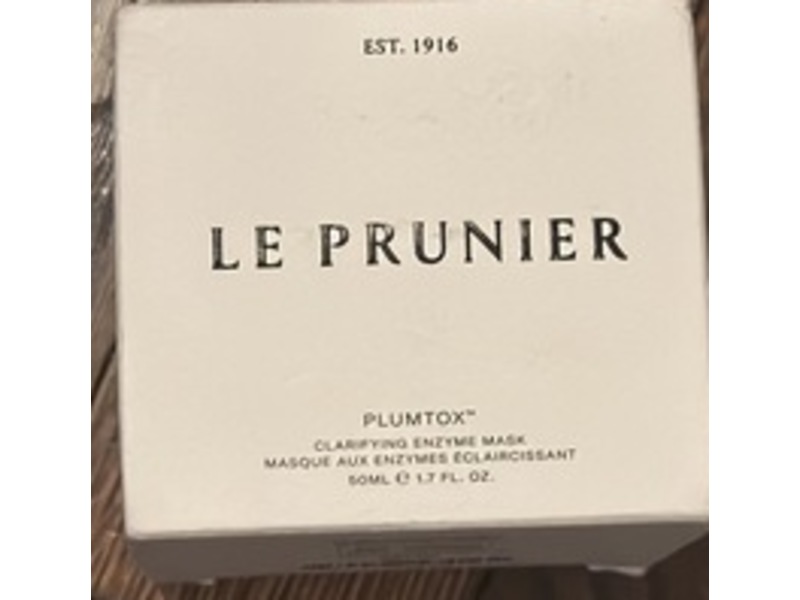 EST. 1916
LE PRUNIER
PLUMTOX™
CLARIFYING ENZYME MASK
MASQUE AUX ENZYMES ÉCLAIRCISSANT
50ML ℮ 1.7 FL. OZ.